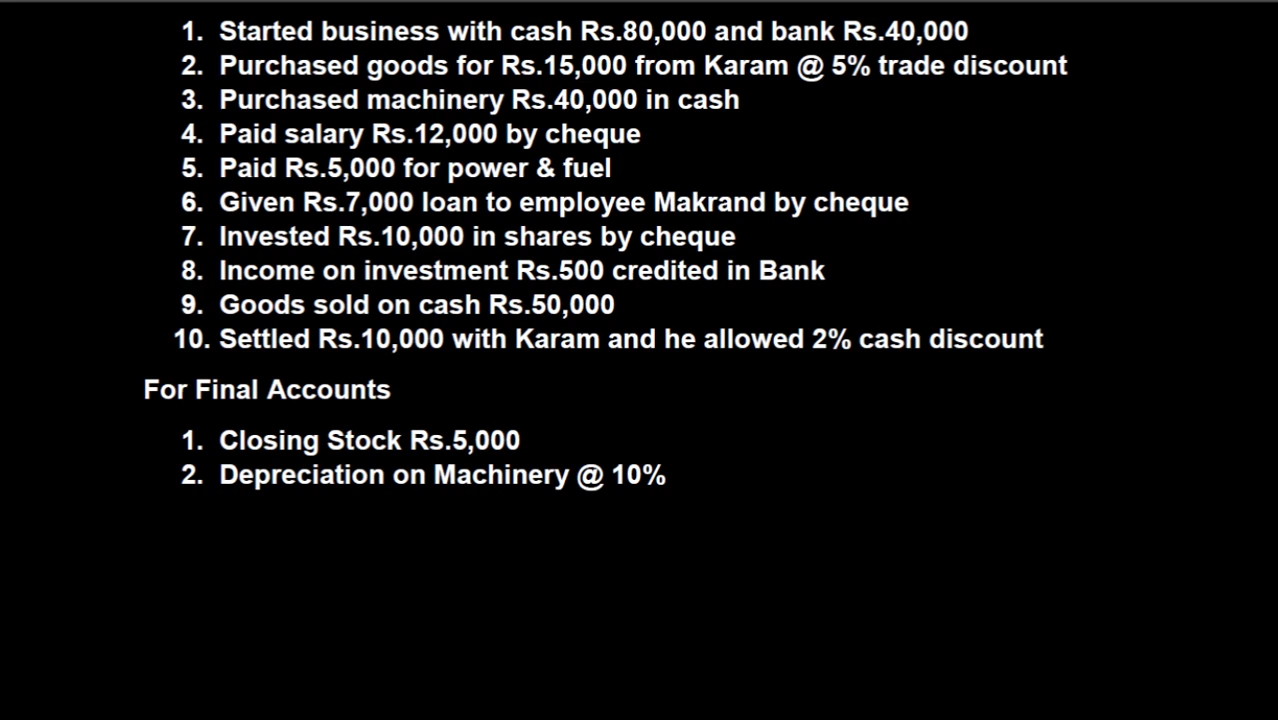 1. Started business with cash Rs.80,000 and bank Rs.40,000
2. Purchased goods for Rs.15,000 from Karam @ 5% trade discount
3. Purchased machinery Rs.40,000 in cash
4. Paid salary Rs.12,000 by cheque
5. Paid Rs.5,000 for power & fuel
6. Given Rs.7,000 loan to employee Makrand by cheque
7. Invested Rs.10,000 in shares by cheque
8. Income on investment Rs.500 credited in Bank
9. Goods sold on cash Rs.50,000
10. Settled Rs.10,000 with Karam and he allowed 2% cash discount
For Final Accounts
1. Closing Stock Rs.5,000
2. Depreciation on Machinery @ 10%